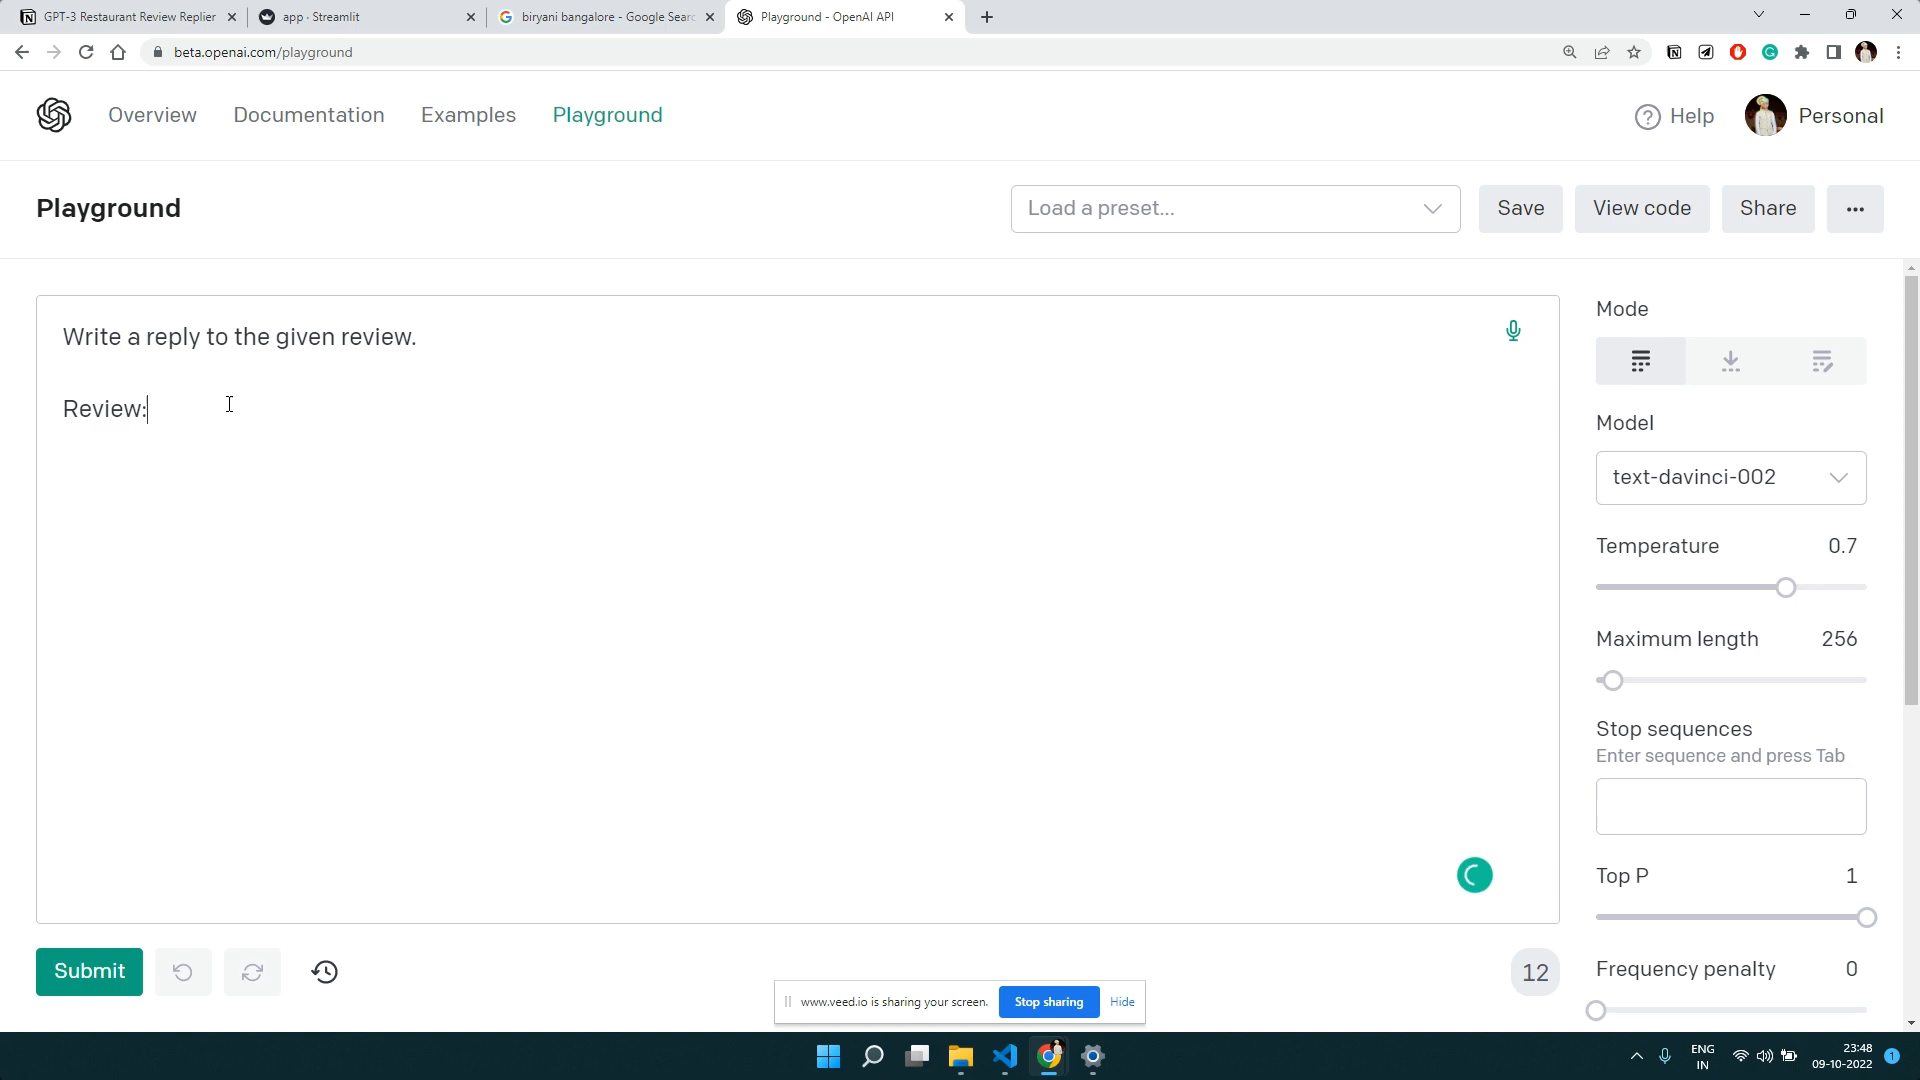 GPT-3 Restaurant Review Replier
app · Streamlit
biryani bangalore - Google Sear
Playground - OpenAI API
beta.openai.com/playground
Overview
Documentation
Examples
Playground
Help
Personal
Playground
Load a preset...
Save
View code
Share
Write a reply to the given review.
Review:
Mode
Model
text-davinci-002
Temperature 0.7
Maximum length 256
Stop sequences
Enter sequence and press Tab
Top P 1
Submit
12
Frequency penalty 0
www.veed.io is sharing your screen.
Stop sharing
Hide
ENG
IN
23:48
09-10-2022
1